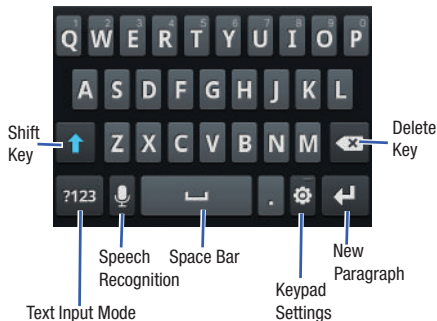 1 2 3 4 5 6 7 8 9 0
Q W E R T Y U I O P
A S D F G H J K L
Shift
Key
Z X C V B N M
Delete
Key
?123 .
Speech
Recognition
Space Bar
New
Paragraph
Keypad
Settings
Text Input Mode